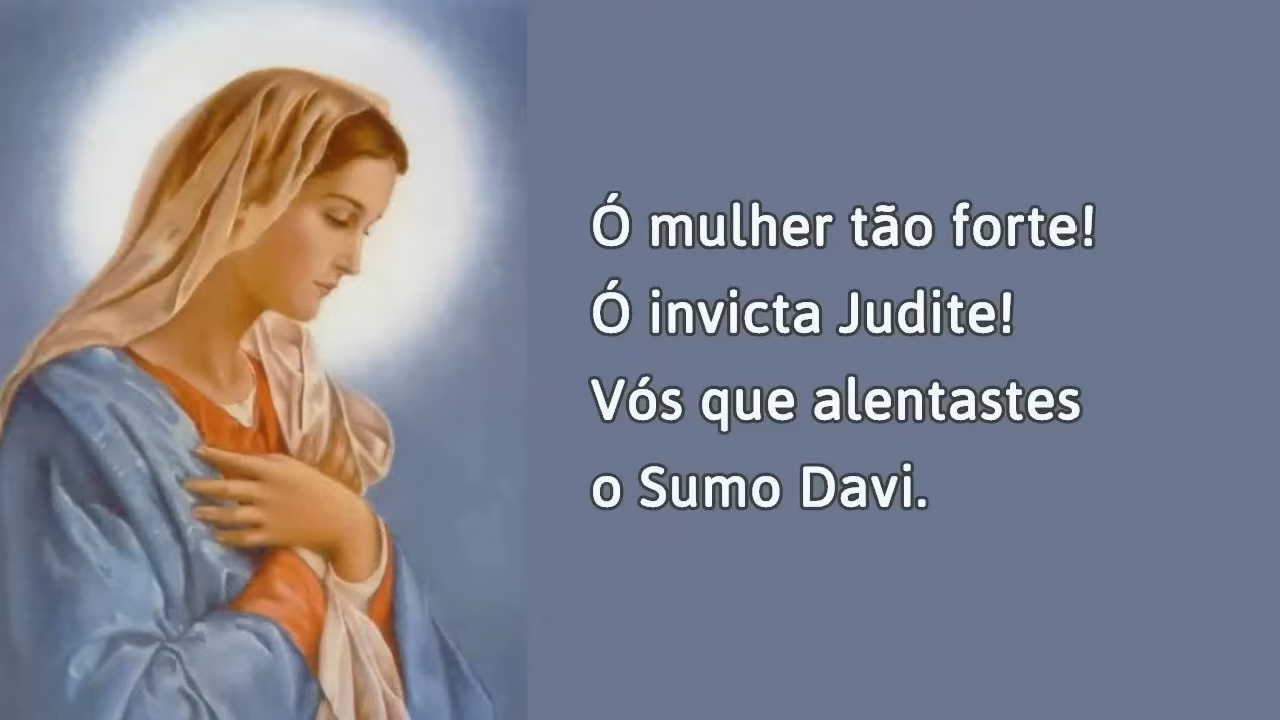 Ó mulher tão forte!
Ó invicta Judite!
Vós que alentastes
o Sumo Davi.